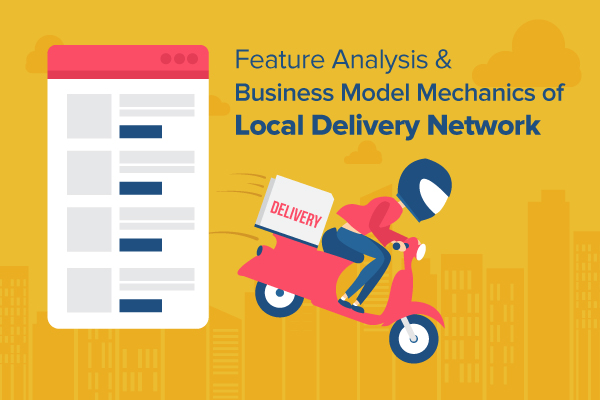 Feature Analysis &
Business Model Mechanics of
Local Delivery Network
DELIVERY